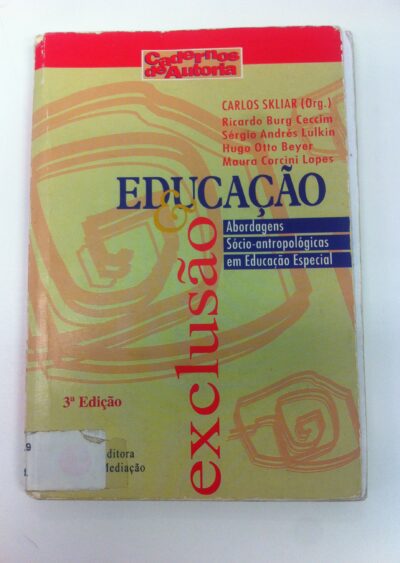 Cadernos
de Autoria
CARLOS SKLIAR (Org.)
Ricardo Burg Ceccim
Sérgio Andrés Lulkin
Hugo Otto Beyer
Maura Corcini Lopes
EDUCAÇÃO
&
exclusão
Abordagens
Sócio-antropológicas
em Educação Especial
3ª Edição
ditora
Mediação